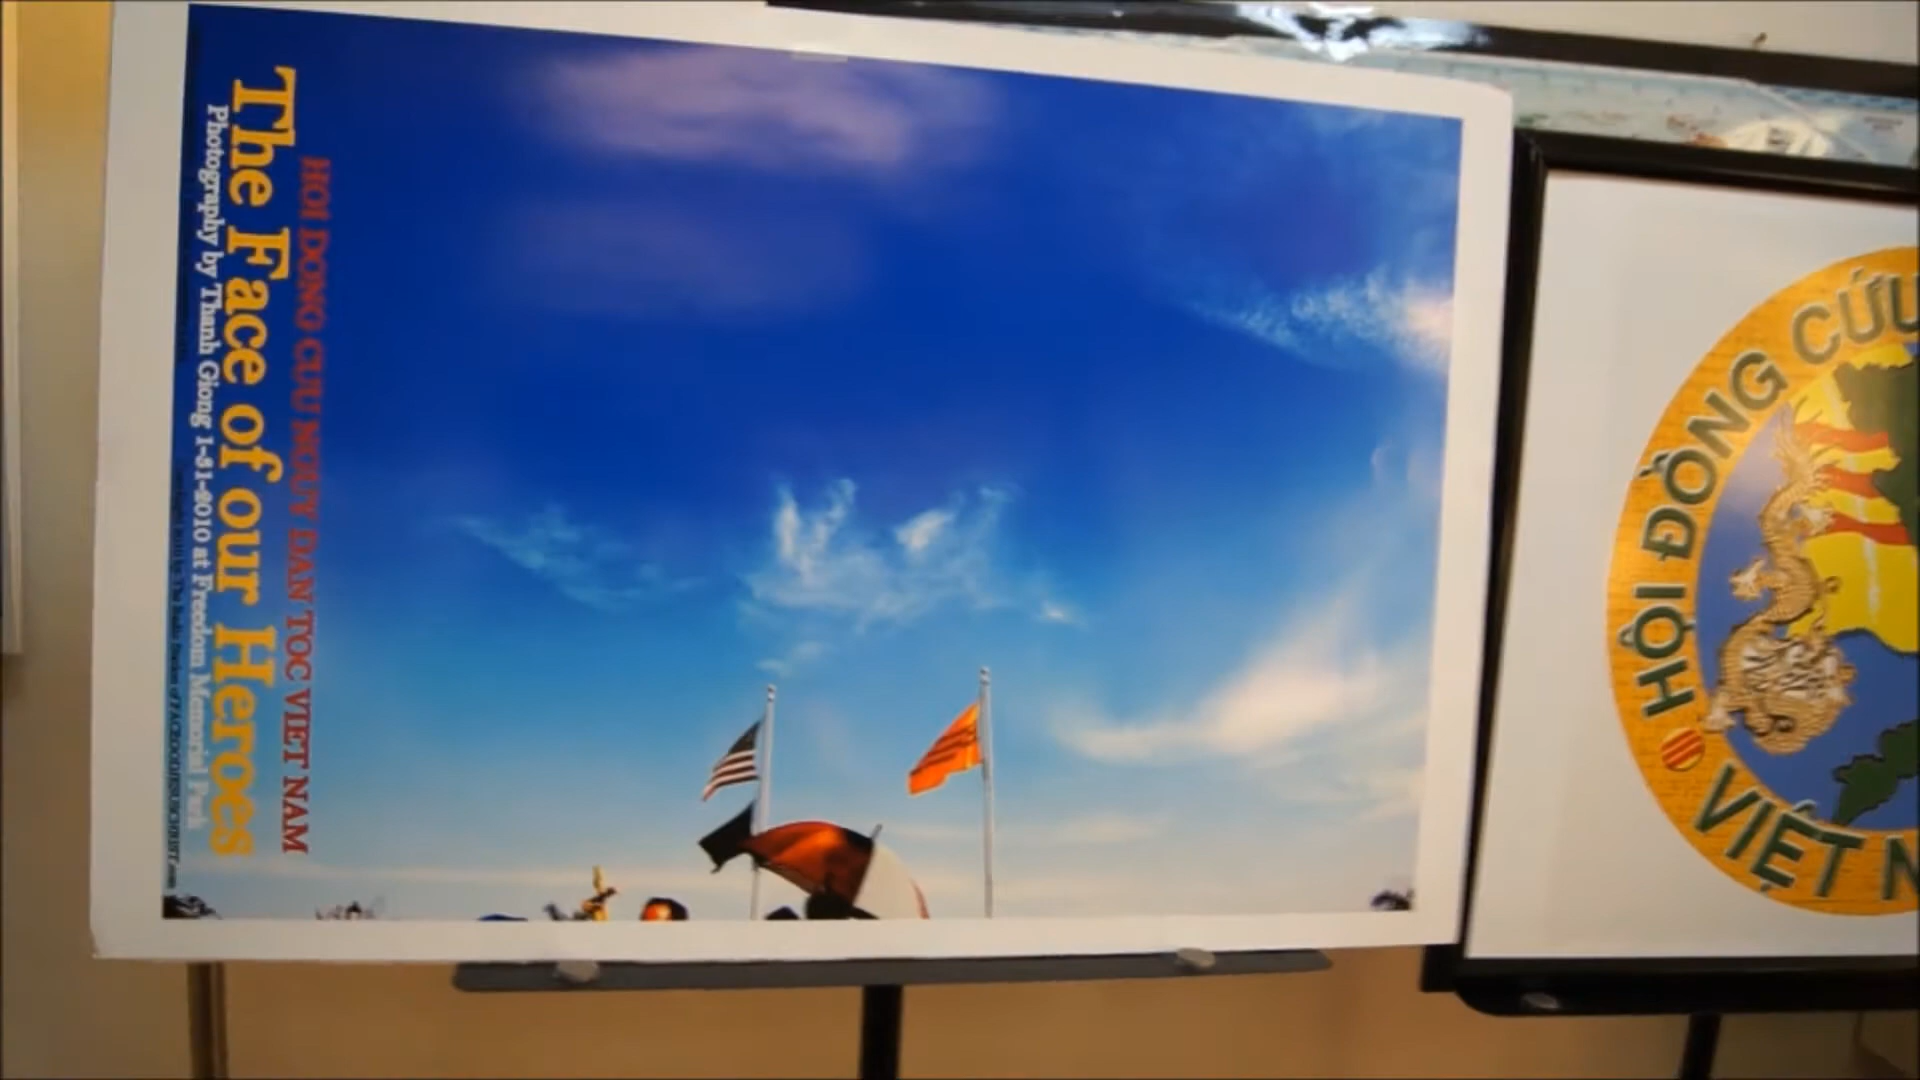 HOI DONG CUU NGUY DAN TOC VIET NAM
The Face of our Heroes
Photography by Thanh Giong 1-31-2010 at Freedom Memorial Park
HỘI ĐỒNG CỨU
VIỆT N